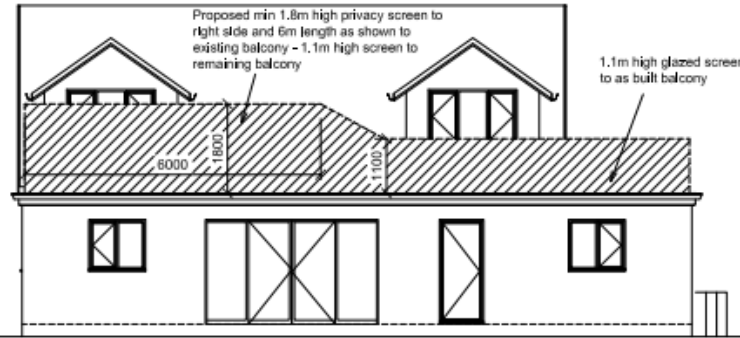 Proposed min 1.8m high privacy screen to
right side and 6m length as shown to
existing balcony - 1.1m high screen to
remaining balcony
1.1m high glazed screen
to as built balcony
6000
1800
1100